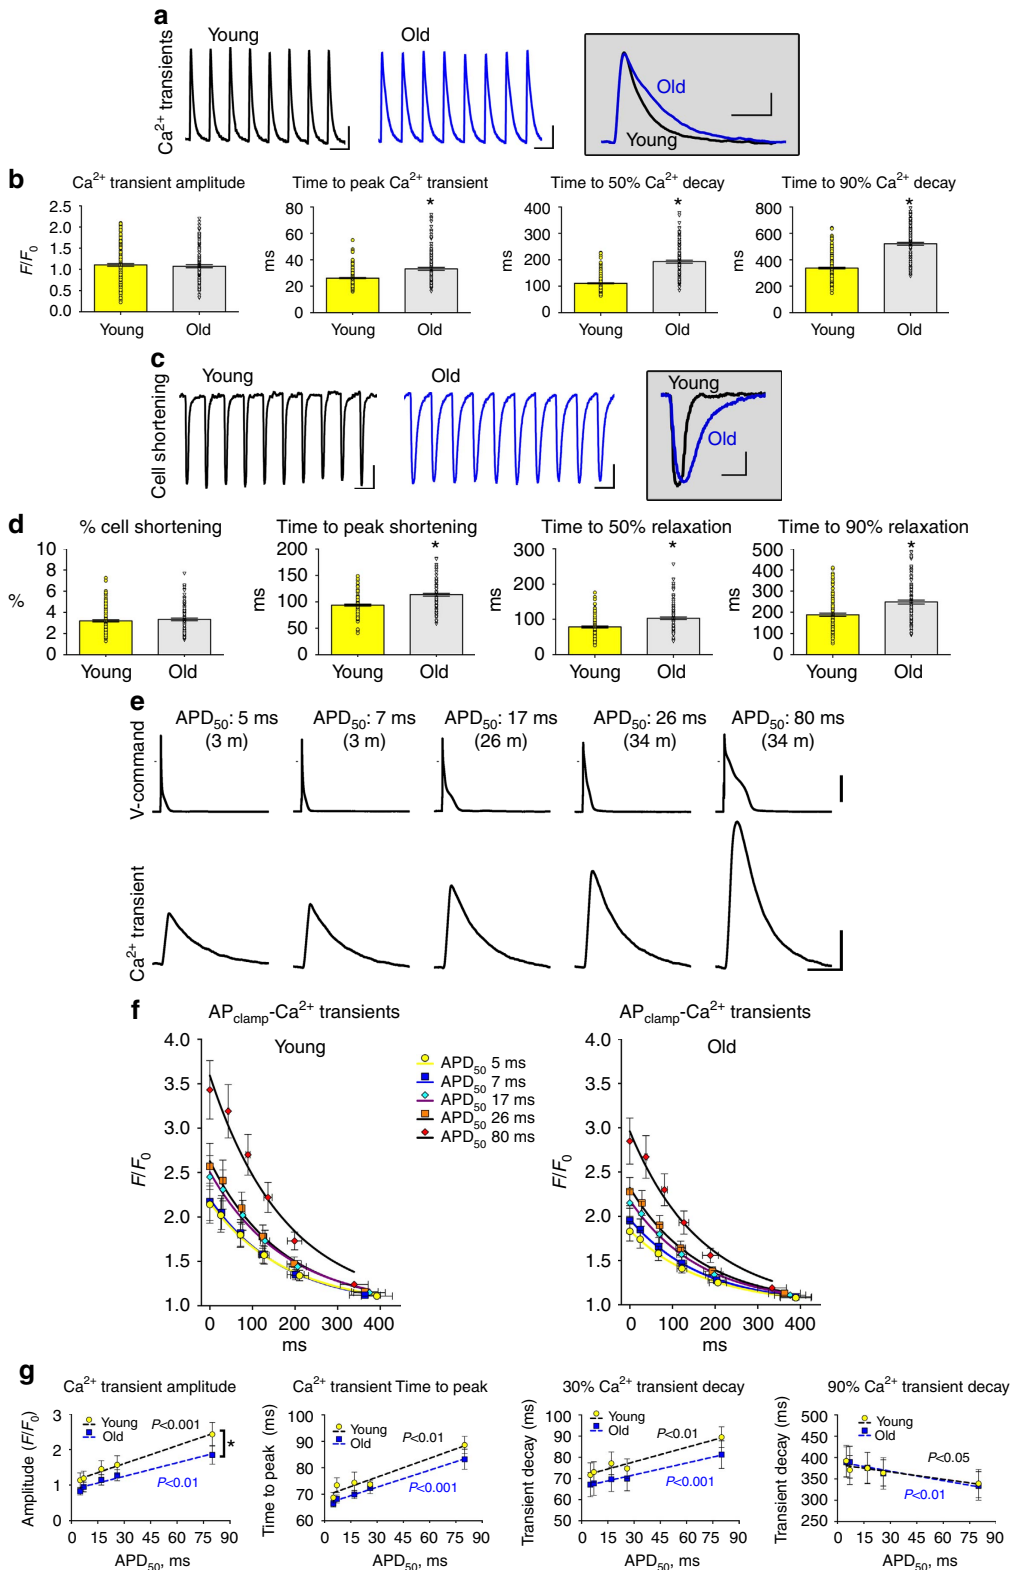 a
Ca²⁺ transients
Young
Old
Old
Young
b
Ca²⁺ transient amplitude
F/F₀
2.5
2.0
1.5
1.0
0.5
0.0
Young
Old
Time to peak Ca²⁺ transient
ms
80
60
40
20
0
*
Young
Old
Time to 50% Ca²⁺ decay
ms
400
300
200
100
0
*
Young
Old
Time to 90% Ca²⁺ decay
ms
800
600
400
200
0
*
Young
Old
c
Cell shortening
Young
Old
Young
Old
d
% cell shortening
%
10
8
6
4
2
0
Young
Old
Time to peak shortening
ms
200
150
100
50
0
*
Young
Old
Time to 50% relaxation
ms
300
200
100
0
*
Young
Old
Time to 90% relaxation
ms
500
400
300
200
100
0
*
Young
Old
e
V-command
APD₅₀: 5 ms
(3 m)
APD₅₀: 7 ms
(3 m)
APD₅₀: 17 ms
(26 m)
APD₅₀: 26 ms
(34 m)
APD₅₀: 80 ms
(34 m)
Ca²⁺ transient
f
AP_clamp-Ca²⁺ transients
Young
F/F₀
4.0
3.5
3.0
2.5
2.0
1.5
1.0
0
100
200
300
400
ms
APD₅₀ 5 ms
APD₅₀ 7 ms
APD₅₀ 17 ms
APD₅₀ 26 ms
APD₅₀ 80 ms
AP_clamp-Ca²⁺ transients
Old
F/F₀
4.0
3.5
3.0
2.5
2.0
1.5
1.0
0
100
200
300
400
ms
g
Ca²⁺ transient amplitude
Amplitude (F/F₀)
3
2
1
0
Young
Old
P<0.001
*
P<0.01
0 15 30 45 60 75 90
APD₅₀, ms
Ca²⁺ transient Time to peak
Time to peak (ms)
100
90
80
70
60
Young
Old
P<0.01
P<0.001
0 15 30 45 60 75 90
APD₅₀, ms
30% Ca²⁺ transient decay
Transient decay (ms)
100
90
80
70
60
50
Young
Old
P<0.01
P<0.001
0 15 30 45 60 75 90
APD₅₀, ms
90% Ca²⁺ transient decay
Transient decay (ms)
500
450
400
350
300
250
Young
Old
P<0.05
P<0.01
0 15 30 45 60 75 90
APD₅₀, ms